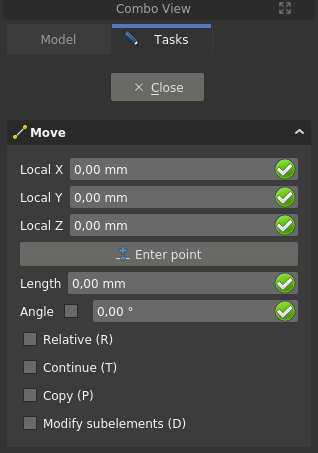 Combo View
Model
Tasks
Close
Move
Local X 0,00 mm
Local Y 0,00 mm
Local Z 0,00 mm
Enter point
Length 0,00 mm
Angle 0,00 °
Relative (R)
Continue (T)
Copy (P)
Modify subelements (D)